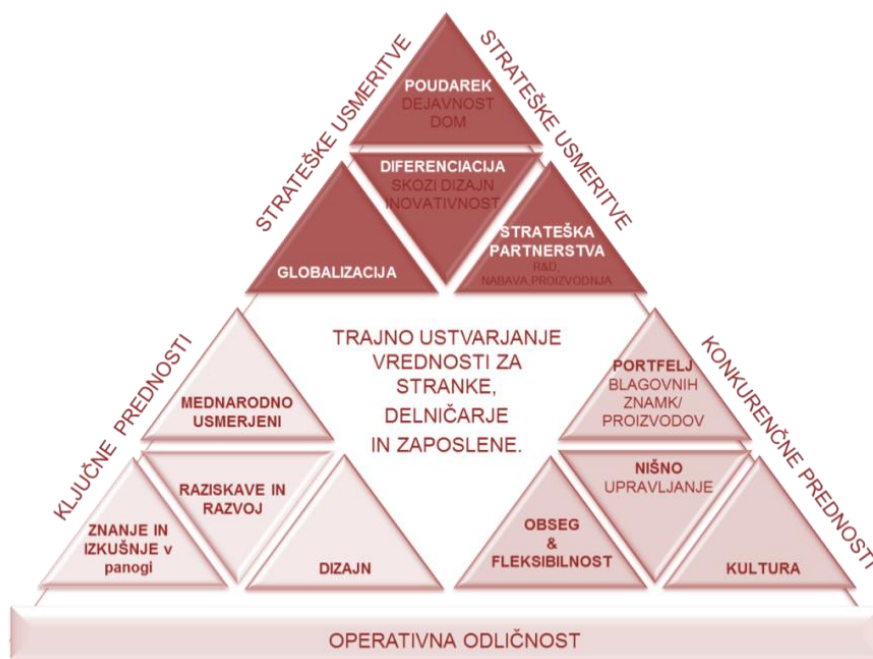 STRATEŠKE USMERITVE
STRATEŠKE USMERITVE
POUDAREK
DEJAVNOST
DOM
DIFERENCIACIJA
SKOZI DIZAJN
INOVATIVNOST
GLOBALIZACIJA
STRATEŠKA
PARTNERSTVA
R&D,
NABAVA,PROIZVODNJA
TRAJNO USTVARJANJE
VREDNOSTI ZA
STRANKE,
DELNIČARJE
IN ZAPOSLENE.
KLJUČNE PREDNOSTI
MEDNARODNO
USMERJENI
RAZISKAVE IN
RAZVOJ
ZNANJE IN
IZKUŠNJE v
panogi
DIZAJN
KONKURENČNE PREDNOSTI
PORTFELJ
BLAGOVNIH
ZNAMK/
PROIZVODOV
NIŠNO
UPRAVLJANJE
OBSEG
&
FLEKSIBILNOST
KULTURA
OPERATIVNA ODLIČNOST